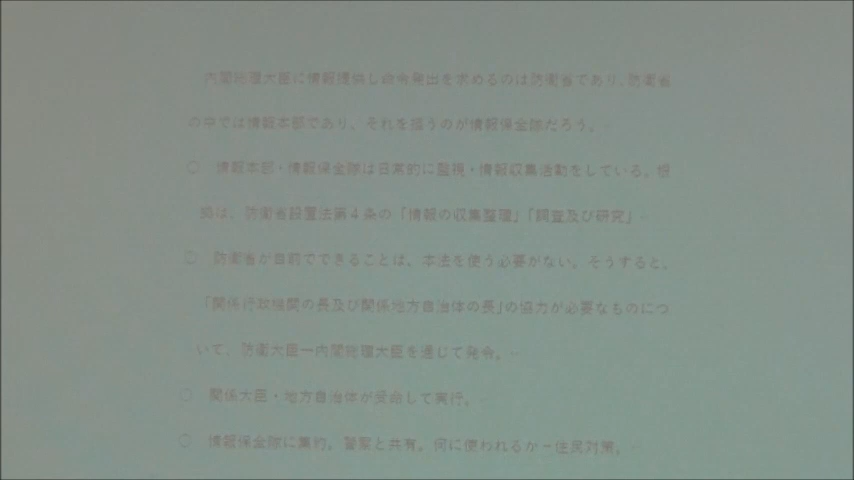 内閣総理大臣に情報提供し命令発出を求めるのは防衛省であり、防衛省
の中では情報本部であり、それを担うのが情報保全隊だろう。
○ 情報本部・情報保全隊は日常的に監視・情報収集活動をしている。根
拠は、防衛省設置法第4条の「情報の収集整理」「調査及び研究」
○ 防衛省が自前でできることは、本法を使う必要がない。そうすると、
「関係行政機関の長及び関係地方自治体の長」の協力が必要なものにつ
いて、防衛大臣ー内閣総理大臣を通じて発令。
○ 関係大臣・地方自治体が受命して実行。
○ 情報保全隊に集約。警察と共有。何に使われるかー住民対策。